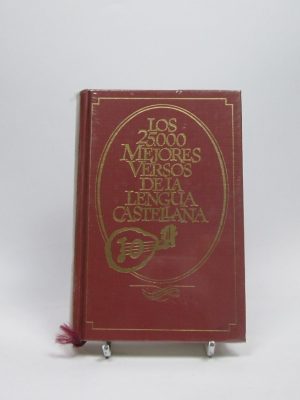 LOS
25.000
MEJORES
VERSOS
DE LA
LENGUA
CASTELLANA